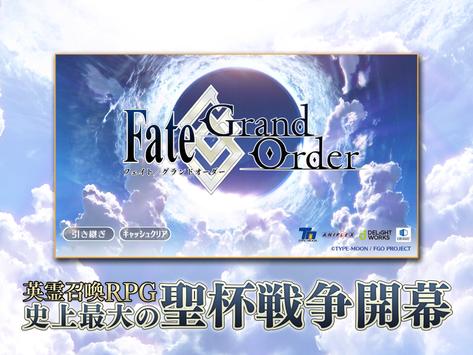 Fate Grand Order
フェイト/グランドオーダー
引き継ぎ キャッシュクリア
ANIPLEX DELiGHT WORKS
©TYPE-MOON / FGO PROJECT
英霊召喚RPG
史上最大の聖杯戦争開幕